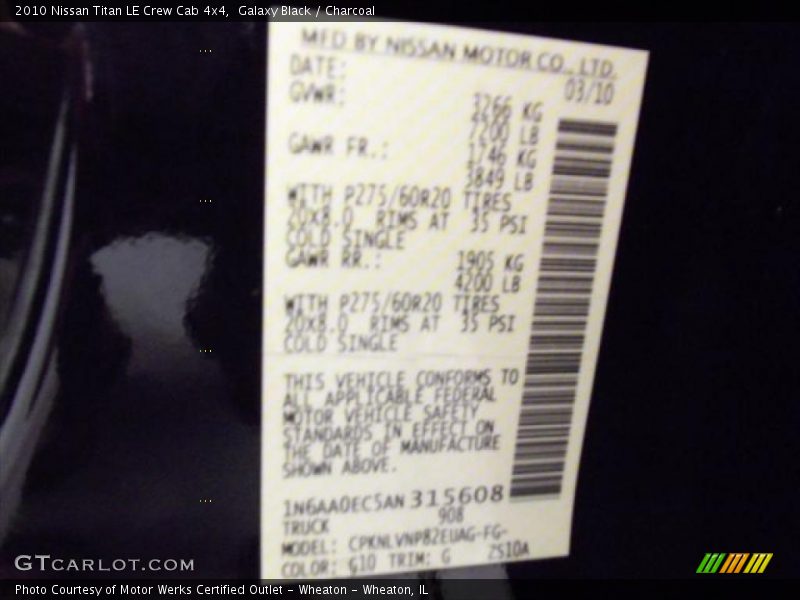 2010 Nissan Titan LE Crew Cab 4x4,  Galaxy Black / Charcoal
MFD BY NISSAN MOTOR CO., LTD.
DATE: 03/10
GVWR: 3266 KG
7200 LB
GAWR FR.: 1746 KG
3849 LB
WITH P275/60R20 TIRES
20X8.0 RIMS AT 35 PSI
COLD SINGLE
GAWR RR.: 1905 KG
4200 LB
WITH P275/60R20 TIRES
20X8.0 RIMS AT 35 PSI
COLD SINGLE
THIS VEHICLE CONFORMS TO
ALL APPLICABLE FEDERAL
MOTOR VEHICLE SAFETY
STANDARDS IN EFFECT ON
THE DATE OF MANUFACTURE
SHOWN ABOVE.
1N6AA0EC5AN315608
TRUCK 908
MODEL: CPKNLVNP82EUAG-FG-
COLOR: G10 TRIM: G ZS10A
GTCARLOT.COM
Photo Courtesy of Motor Werks Certified Outlet - Wheaton - Wheaton, IL